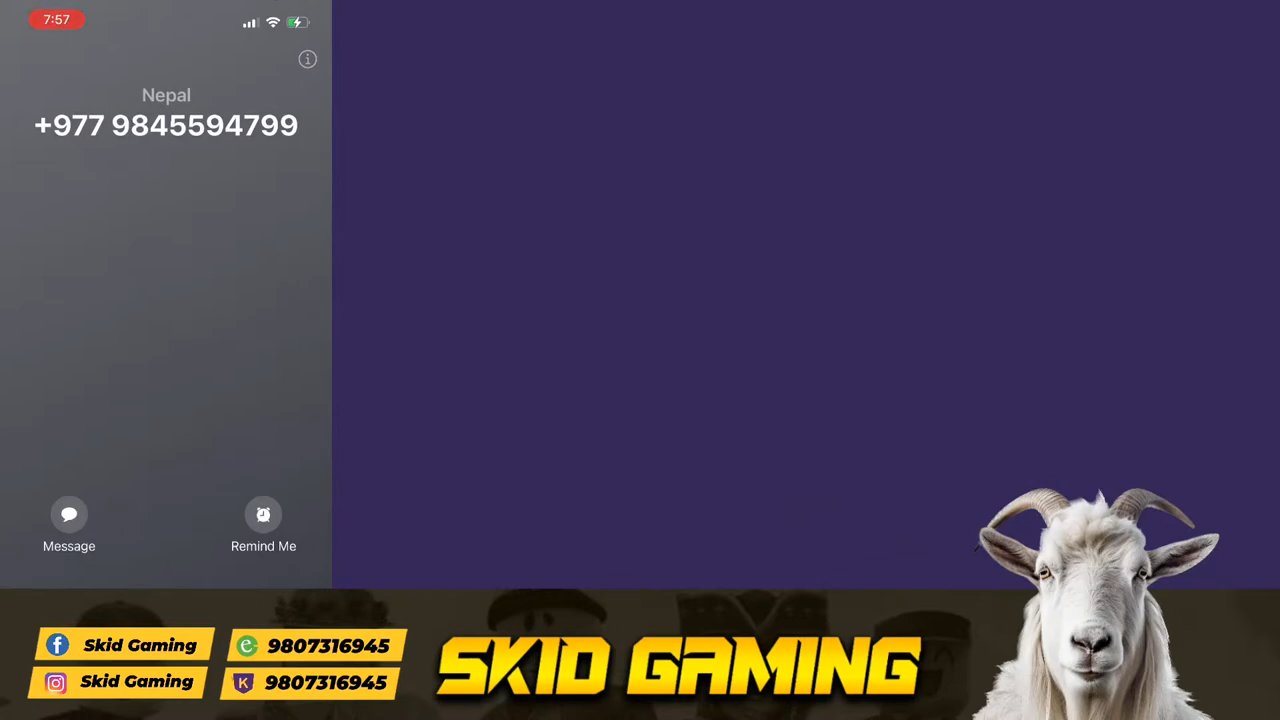 7:57
Nepal
+977 9845594799
Message
Remind Me
Skid Gaming
9807316945
Skid Gaming
9807316945
SKID GAMING